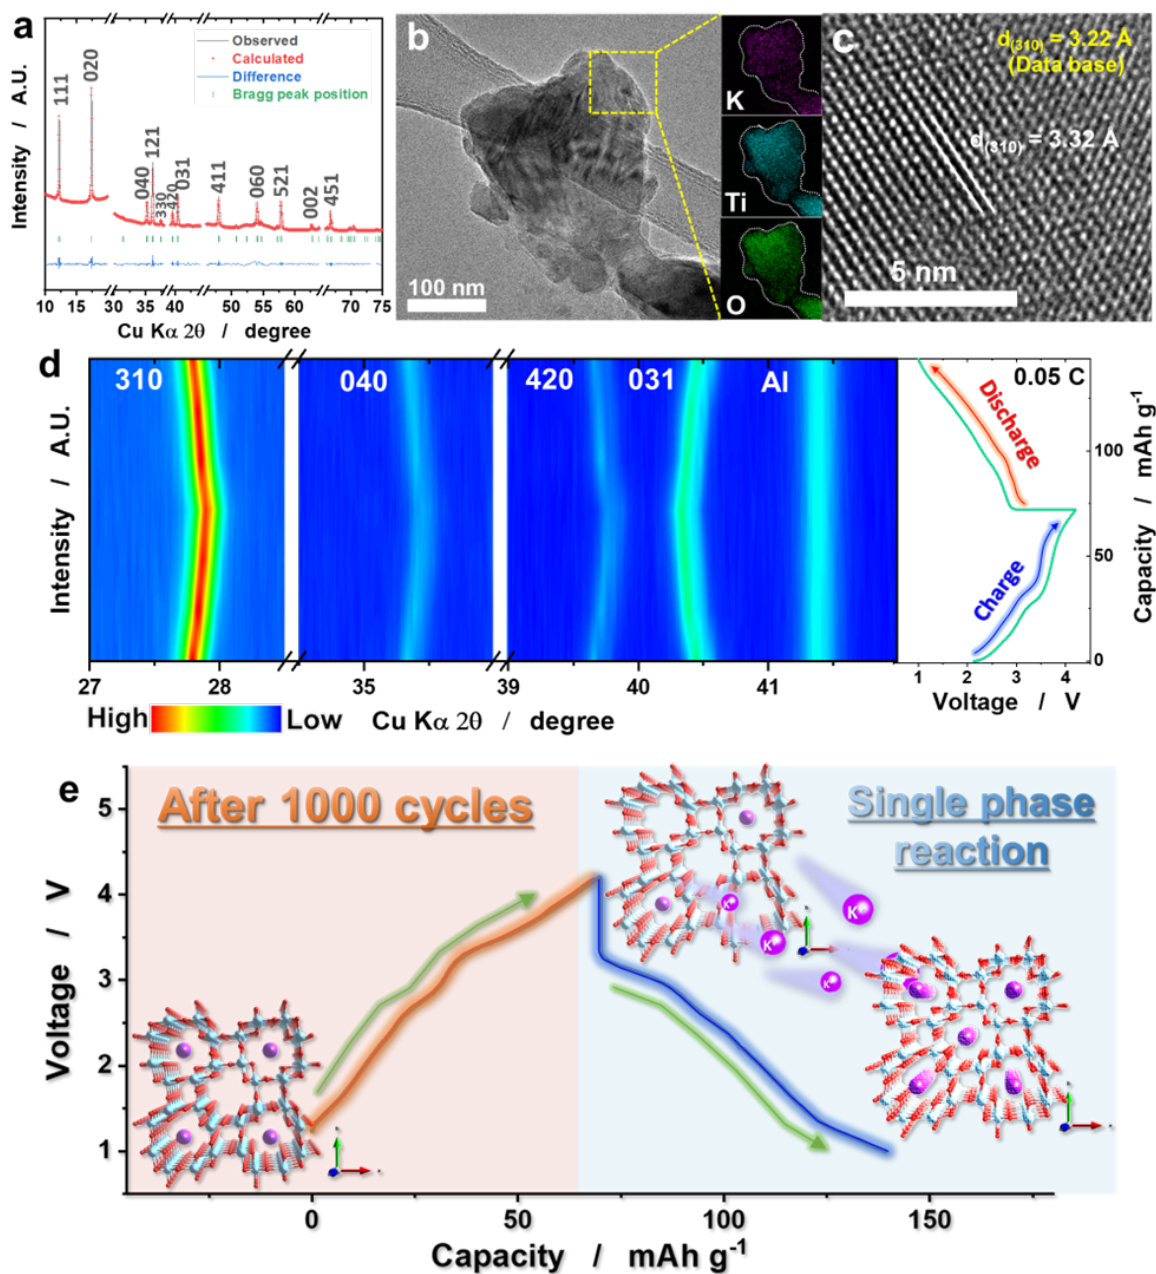 a
Intensity / A.U.
Observed
Calculated
Difference
Bragg peak position
111
020
040
121
330
420
031
411
060
521
002
451
10 15 30 35 40 50 60 70 75
Cu Kα 2θ / degree
b
100 nm
K
Ti
O
c
d(310) = 3.22 Å
(Data base)
d(310) = 3.32 Å
5 nm
d
Intensity / A.U.
310
040
420 031 Al
27 28 35 39 40 41
High Low
Cu Kα 2θ / degree
0.05 C
Discharge
Charge
100
50
0
Capacity / mAh g-1
1 2 3 4
Voltage / V
e
After 1000 cycles
Single phase
reaction
5
4
3
2
1
Voltage / V
K
K
K
K
0 50 100 150
Capacity / mAh g-1